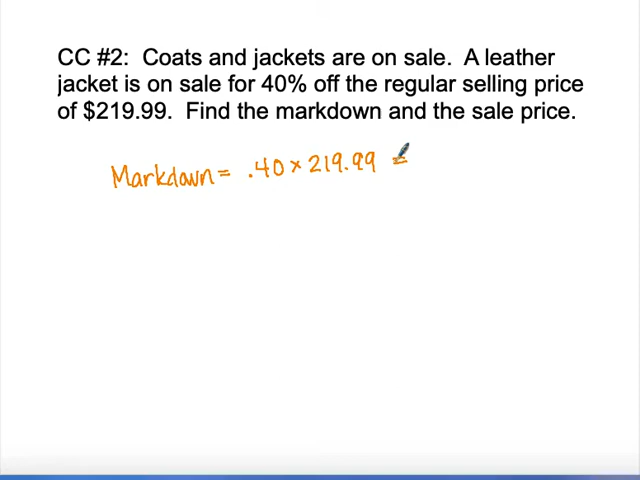 CC #2:  Coats and jackets are on sale.  A leather
jacket is on sale for 40% off the regular selling price
of $219.99.  Find the markdown and the sale price.
Markdown = .40 × 219.99 =